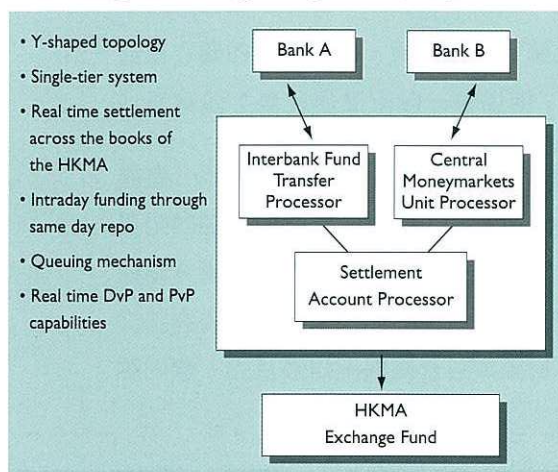 • Y-shaped topology
• Single-tier system
• Real time settlement
across the books of
the HKMA
• Intraday funding through
same day repo
• Queuing mechanism
• Real time DvP and PvP
capabilities
Bank A
Bank B
Interbank Fund
Transfer
Processor
Central
Moneymarkets
Unit Processor
Settlement
Account Processor
HKMA
Exchange Fund